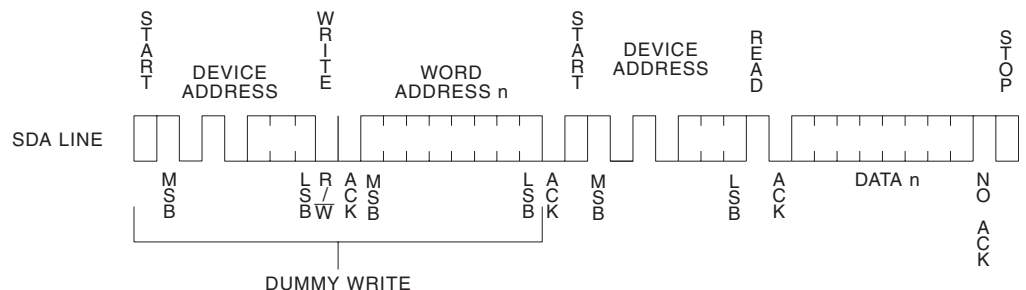 START
WRITE
START
READ
STOP
DEVICE
ADDRESS
WORD
ADDRESS n
DEVICE
ADDRESS
SDA LINE
MSB
LSB
R/W
ACK
MSB
LSB
ACK
MSB
LSB
ACK
DATA n
NO ACK
DUMMY WRITE